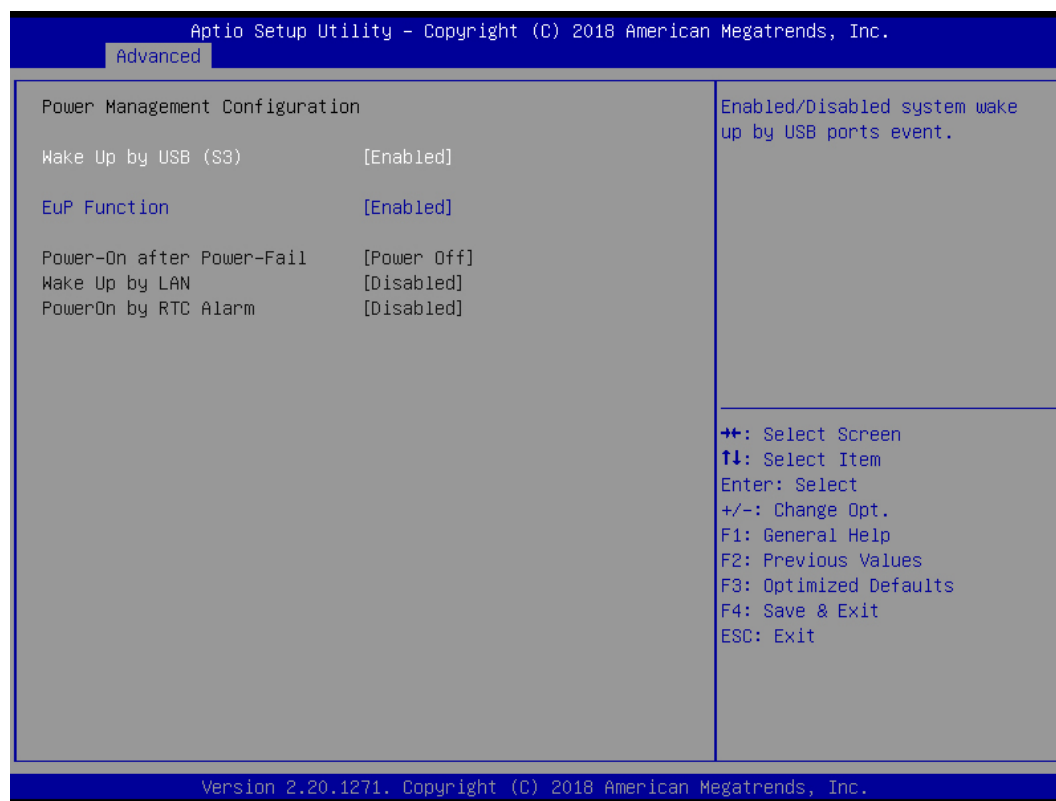 Aptio Setup Utility – Copyright (C) 2018 American Megatrends, Inc.
Advanced
Power Management Configuration
Wake Up by USB (S3) [Enabled]
EuP Function [Enabled]
Power-On after Power-Fail [Power Off]
Wake Up by LAN [Disabled]
PowerOn by RTC Alarm [Disabled]
Enabled/Disabled system wake
up by USB ports event.
→←: Select Screen
↑↓: Select Item
Enter: Select
+/-: Change Opt.
F1: General Help
F2: Previous Values
F3: Optimized Defaults
F4: Save & Exit
ESC: Exit
Version 2.20.1271. Copyright (C) 2018 American Megatrends, Inc.